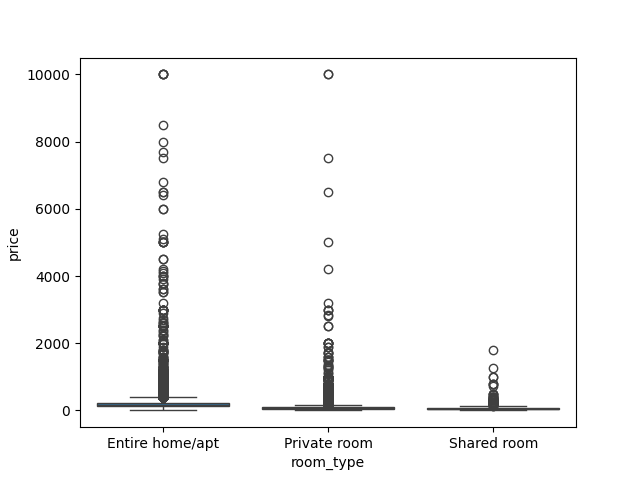 10000
8000
6000
4000
2000
0
price
Entire home/apt
Private room
Shared room
room_type